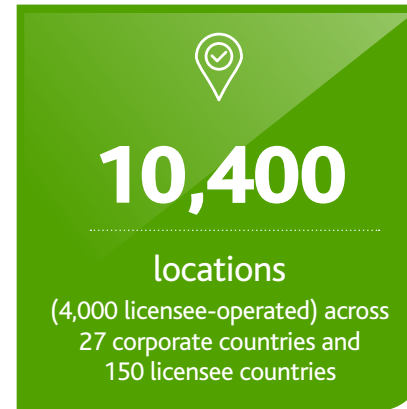 10,400
locations
(4,000 licensee-operated) across
27 corporate countries and
150 licensee countries